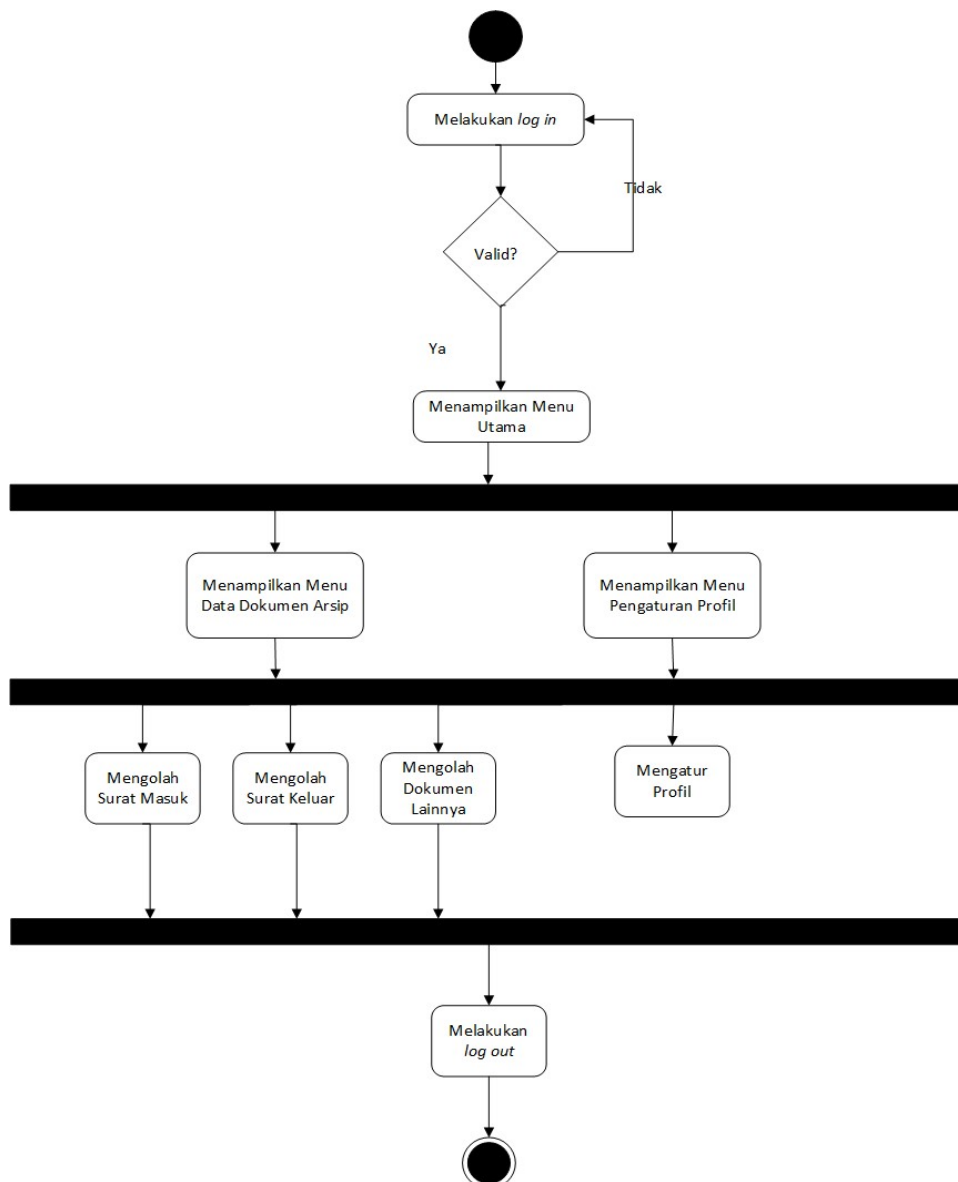 Melakukan log in
Tidak
Valid?
Ya
Menampilkan Menu
Utama
Menampilkan Menu
Data Dokumen Arsip
Menampilkan Menu
Pengaturan Profil
Mengolah
Surat Masuk
Mengolah
Surat Keluar
Mengolah
Dokumen
Lainnya
Mengatur
Profil
Melakukan
log out